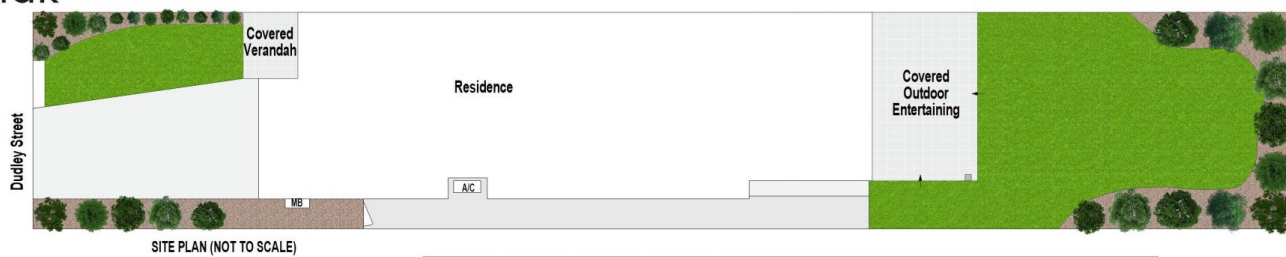 Covered
Verandah
Residence
Covered
Outdoor
Entertaining
Dudley Street
A/C
MB
SITE PLAN (NOT TO SCALE)